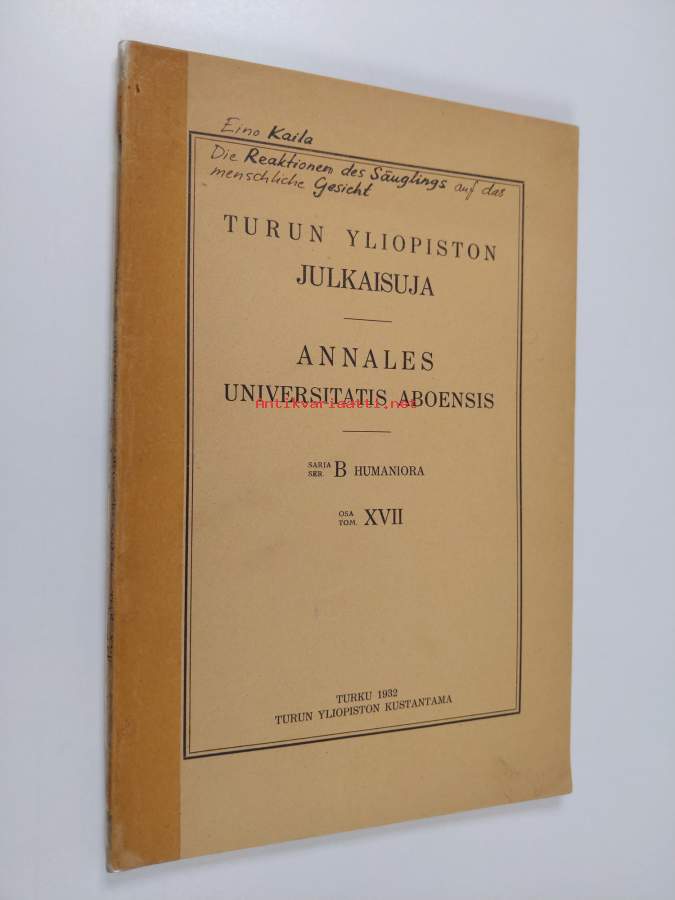 Eino Kaila
Die Reaktionen des Säuglings auf das
menschliche Gesicht
TURUN YLIOPISTON
JULKAISUJA
ANNALES
UNIVERSITATIS ABOENSIS
Antikvariaatti.net
SARJA
SER. B HUMANIORA
OSA
TOM. XVII
TURKU 1932
TURUN YLIOPISTON KUSTANTAMA